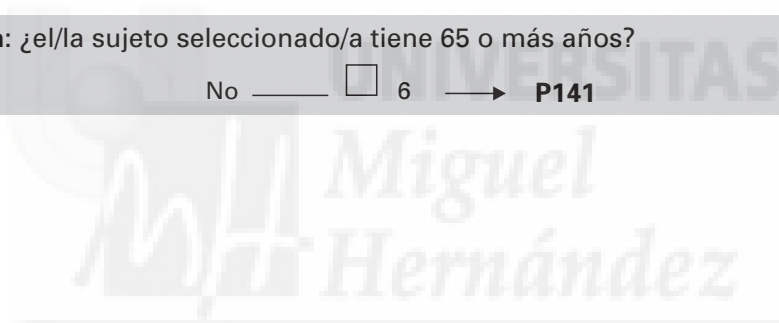 : ¿el/la sujeto seleccionado/a tiene 65 o más años?
No 6 P141
UNIVERSITAS
Miguel
Hernández